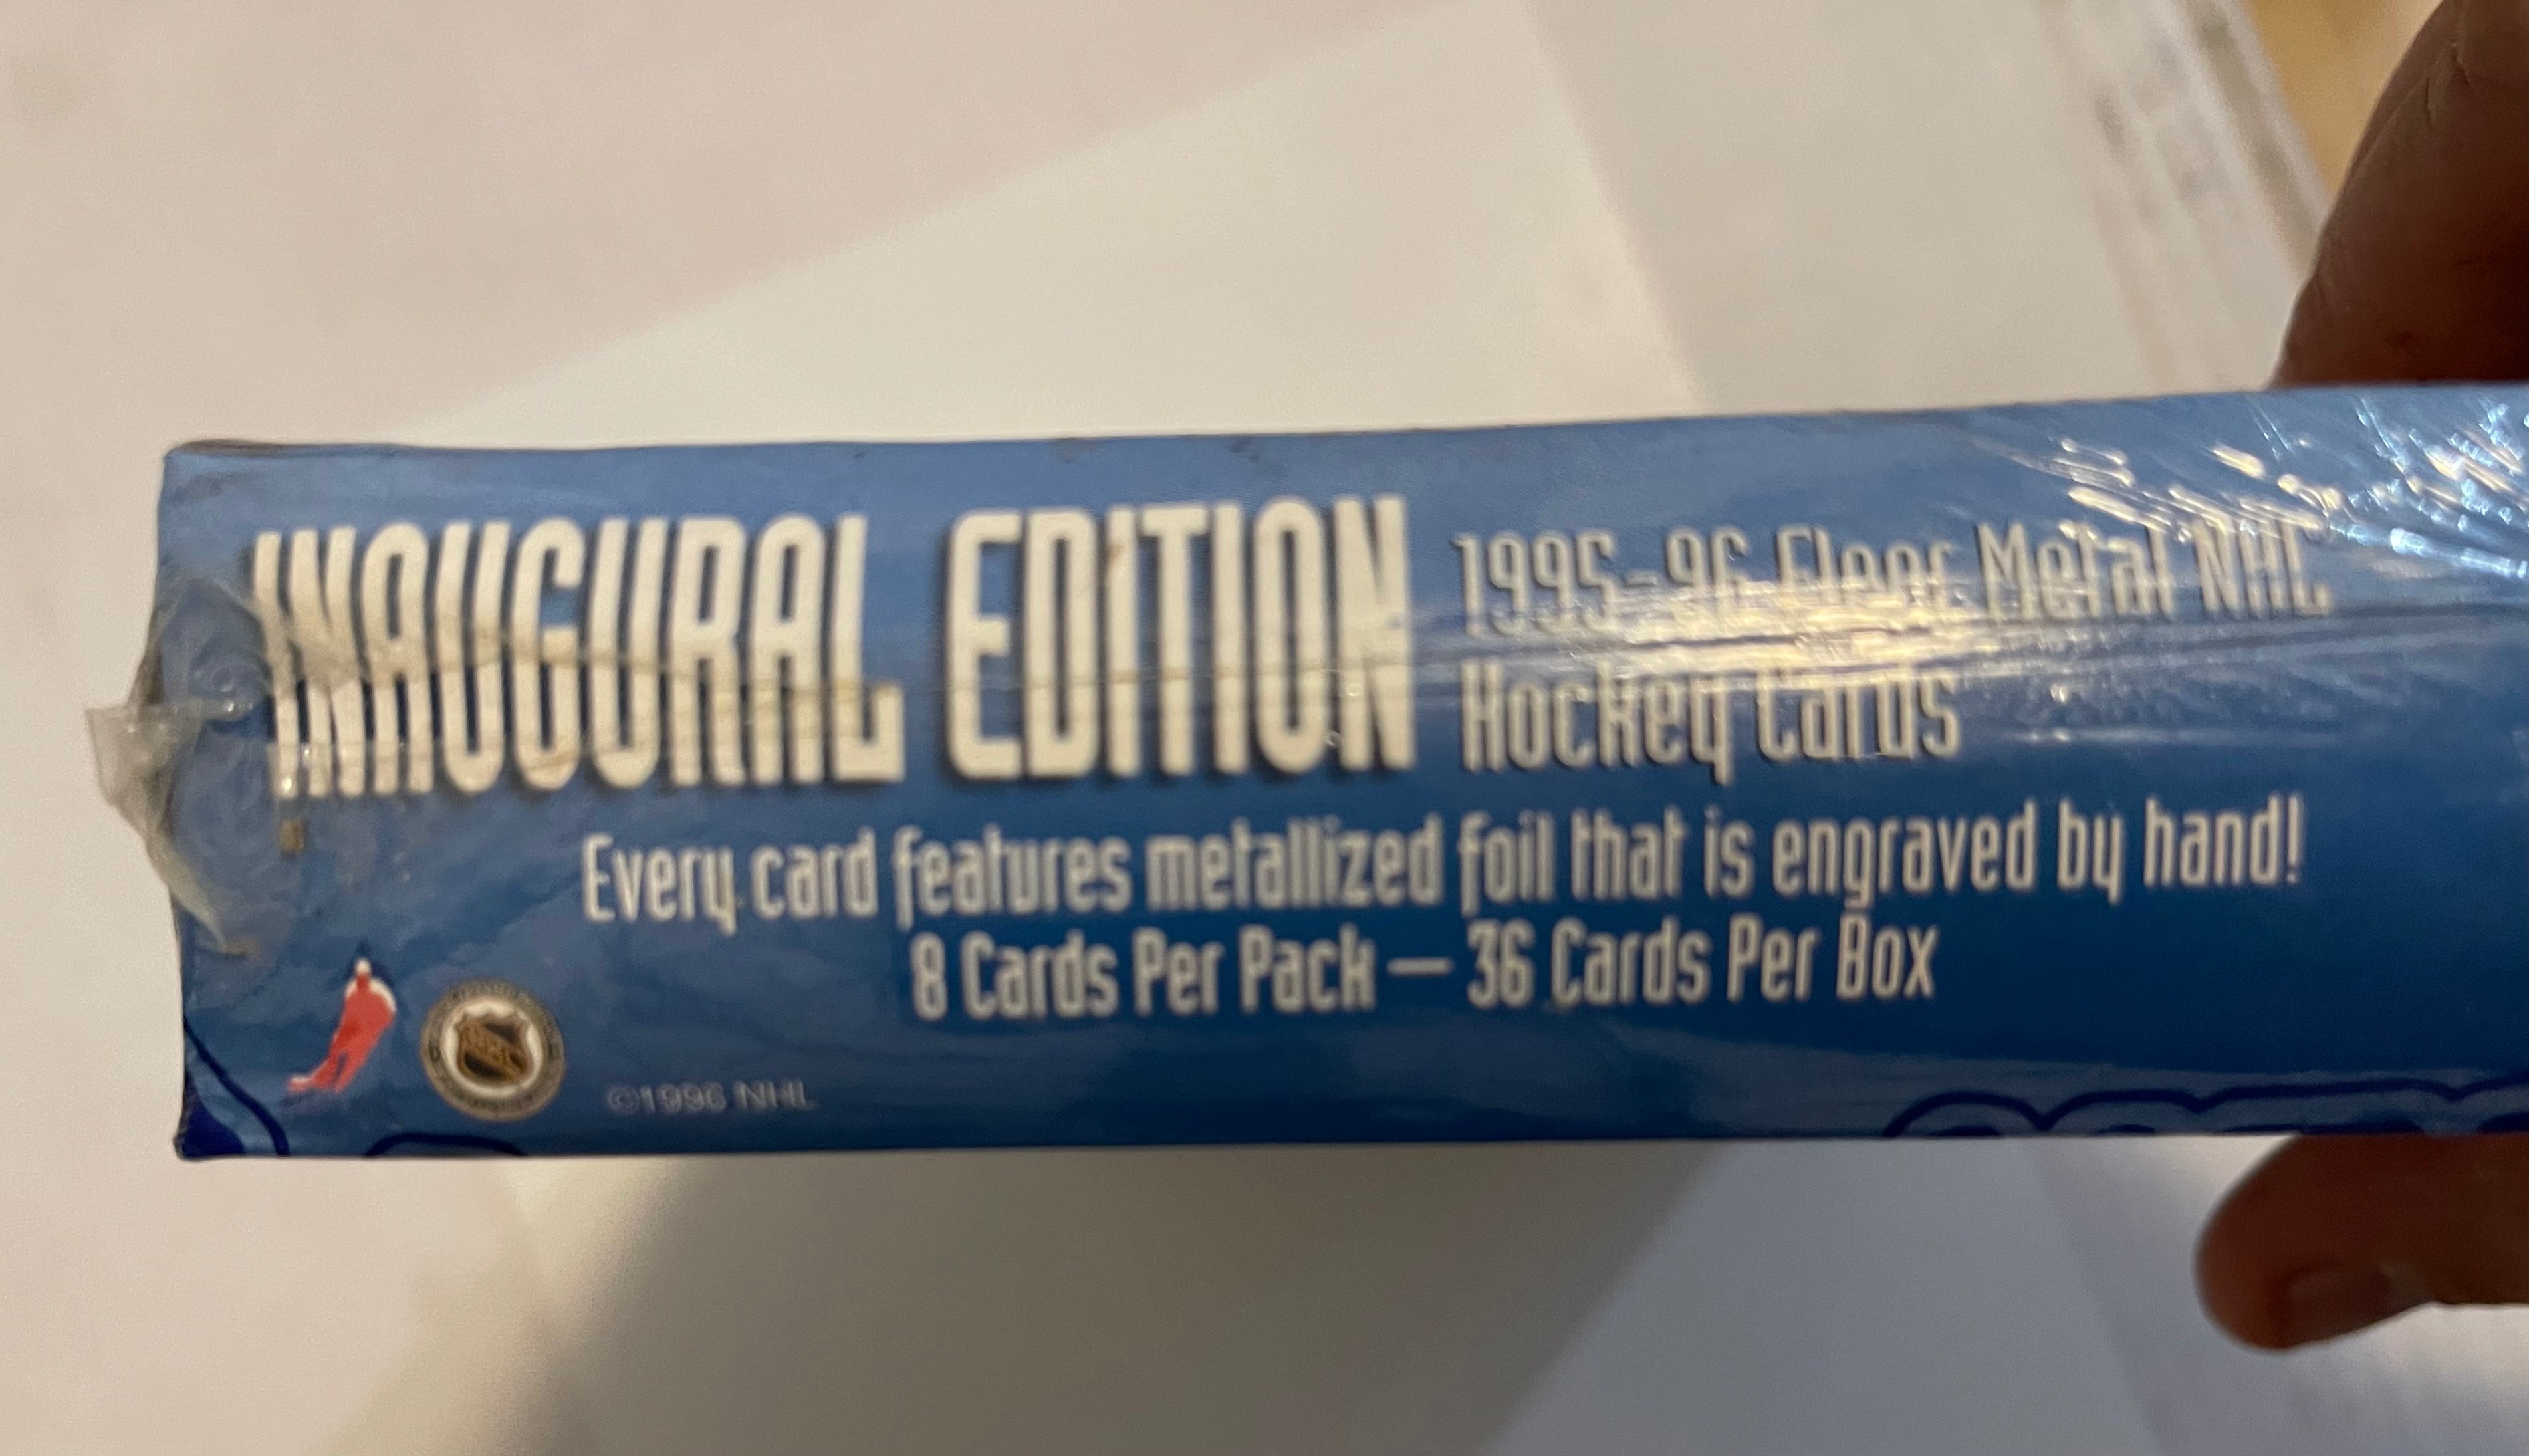 INAUGURAL EDITION 1995-96 Fleer Metal NHL
Hockey Cards
Every card features metallized foil that is engraved by hand!
8 Cards Per Pack — 36 Cards Per Box
NHL
©1996 NHL